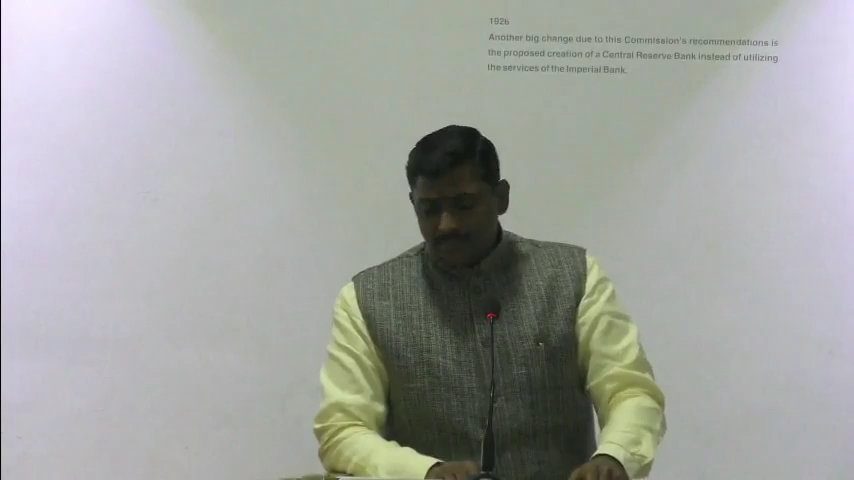 1926
Another big change due to this Commission's recommendations is
the proposed creation of a Central Reserve Bank instead of utilizing
the services of the Imperial Bank.